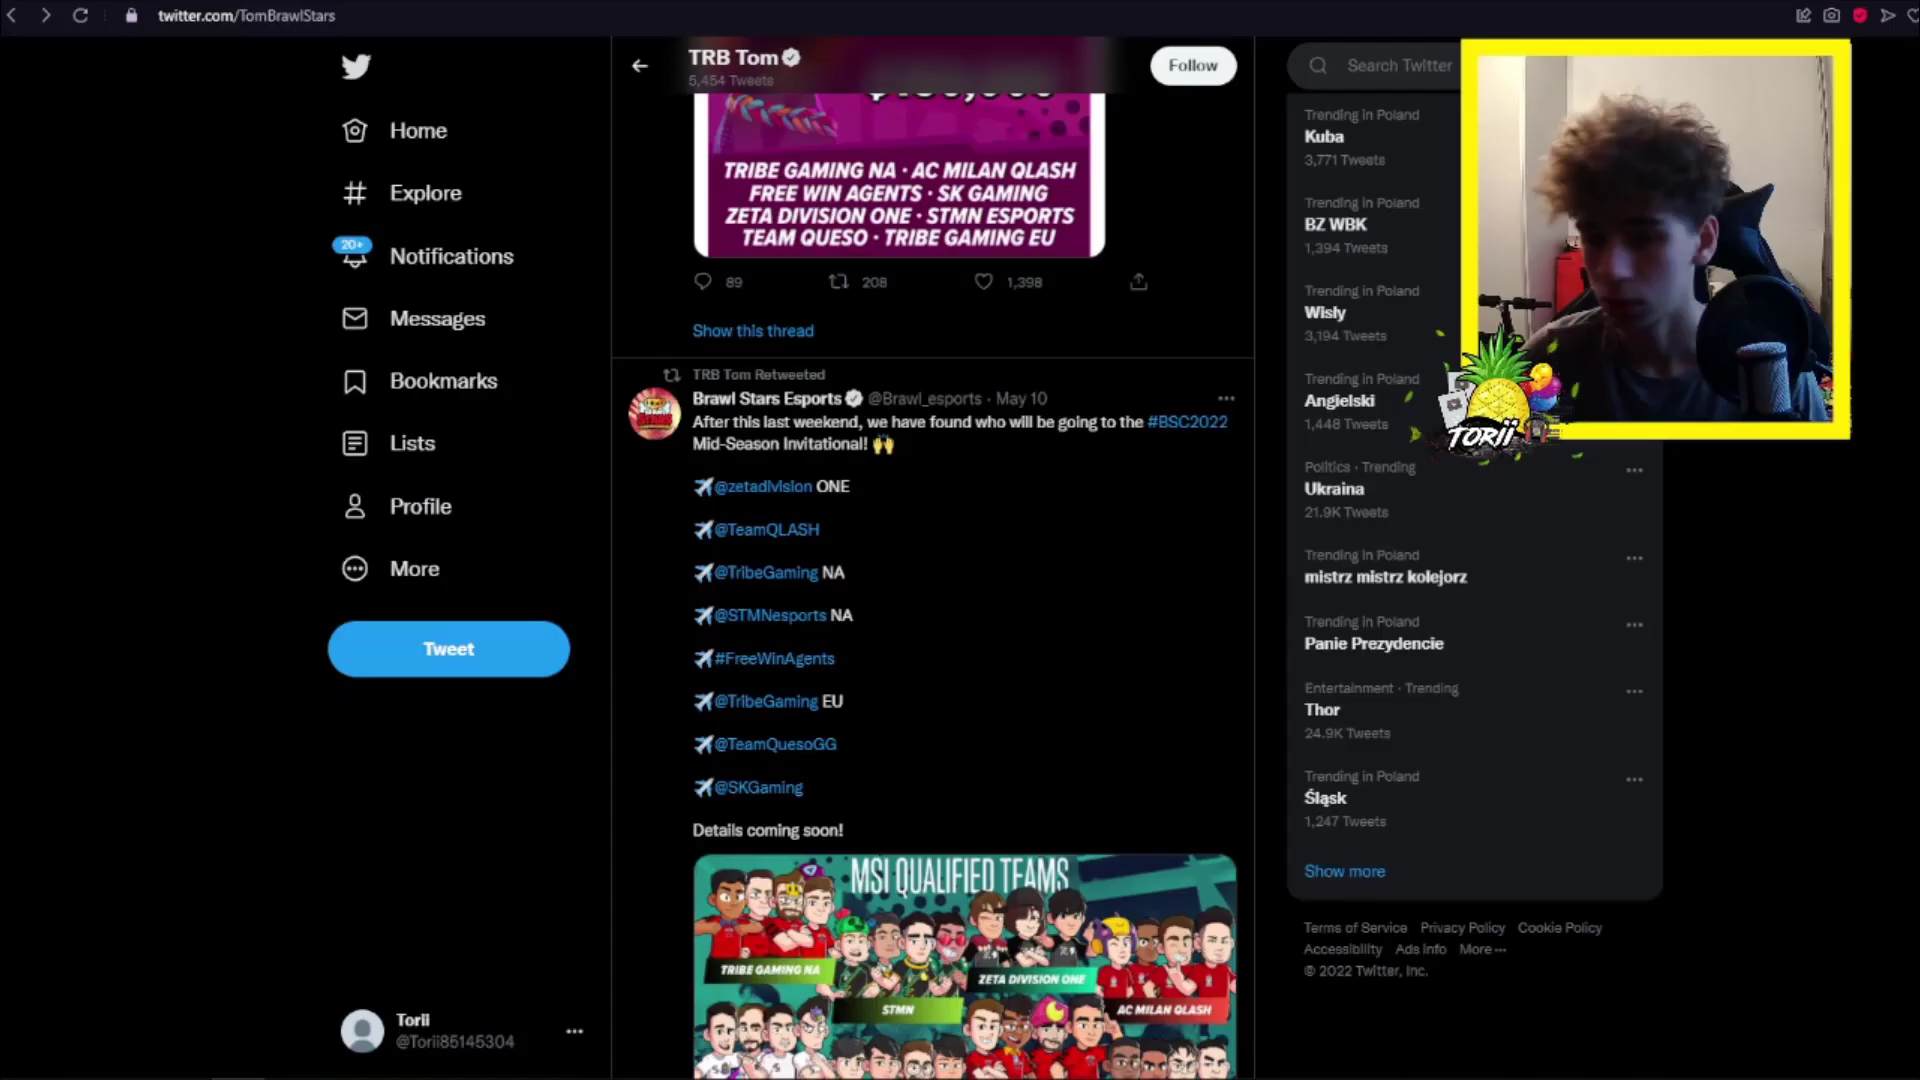 twitter.com/TomBrawlStars
Home
Explore
20+
Notifications
Messages
Bookmarks
Lists
Profile
More
Tweet
Torii
@Torii85145304
TRB Tom
5,454 Tweets
Follow
TRIBE GAMING NA · AC MILAN QLASH
FREE WIN AGENTS · SK GAMING
ZETA DIVISION ONE · STMN ESPORTS
TEAM QUESO · TRIBE GAMING EU
89 208 1,398
Show this thread
TRB Tom Retweeted
Brawl Stars Esports @Brawl_esports · May 10
After this last weekend, we have found who will be going to the #BSC2022
Mid-Season Invitational! 🙌
✈️@zetadivision ONE
✈️@TeamQLASH
✈️@TribeGaming NA
✈️@STMNesports NA
✈️#FreeWinAgents
✈️@TribeGaming EU
✈️@TeamQuesoGG
✈️@SKGaming
Details coming soon!
MSI QUALIFIED TEAMS
TRIBE GAMING NA
ZETA DIVISION ONE
STMN
AC MILAN QLASH
Search Twitter
Trending in Poland
Kuba
3,771 Tweets
Trending in Poland
BZ WBK
1,394 Tweets
Trending in Poland
Wisły
3,194 Tweets
Trending in Poland
Angielski
1,448 Tweets
TORII
Politics · Trending
Ukraina
21.9K Tweets
Trending in Poland
mistrz mistrz kolejorz
Trending in Poland
Panie Prezydencie
Entertainment · Trending
Thor
24.9K Tweets
Trending in Poland
Śląsk
1,247 Tweets
Show more
Terms of Service Privacy Policy Cookie Policy
Accessibility Ads info More ···
© 2022 Twitter, Inc.